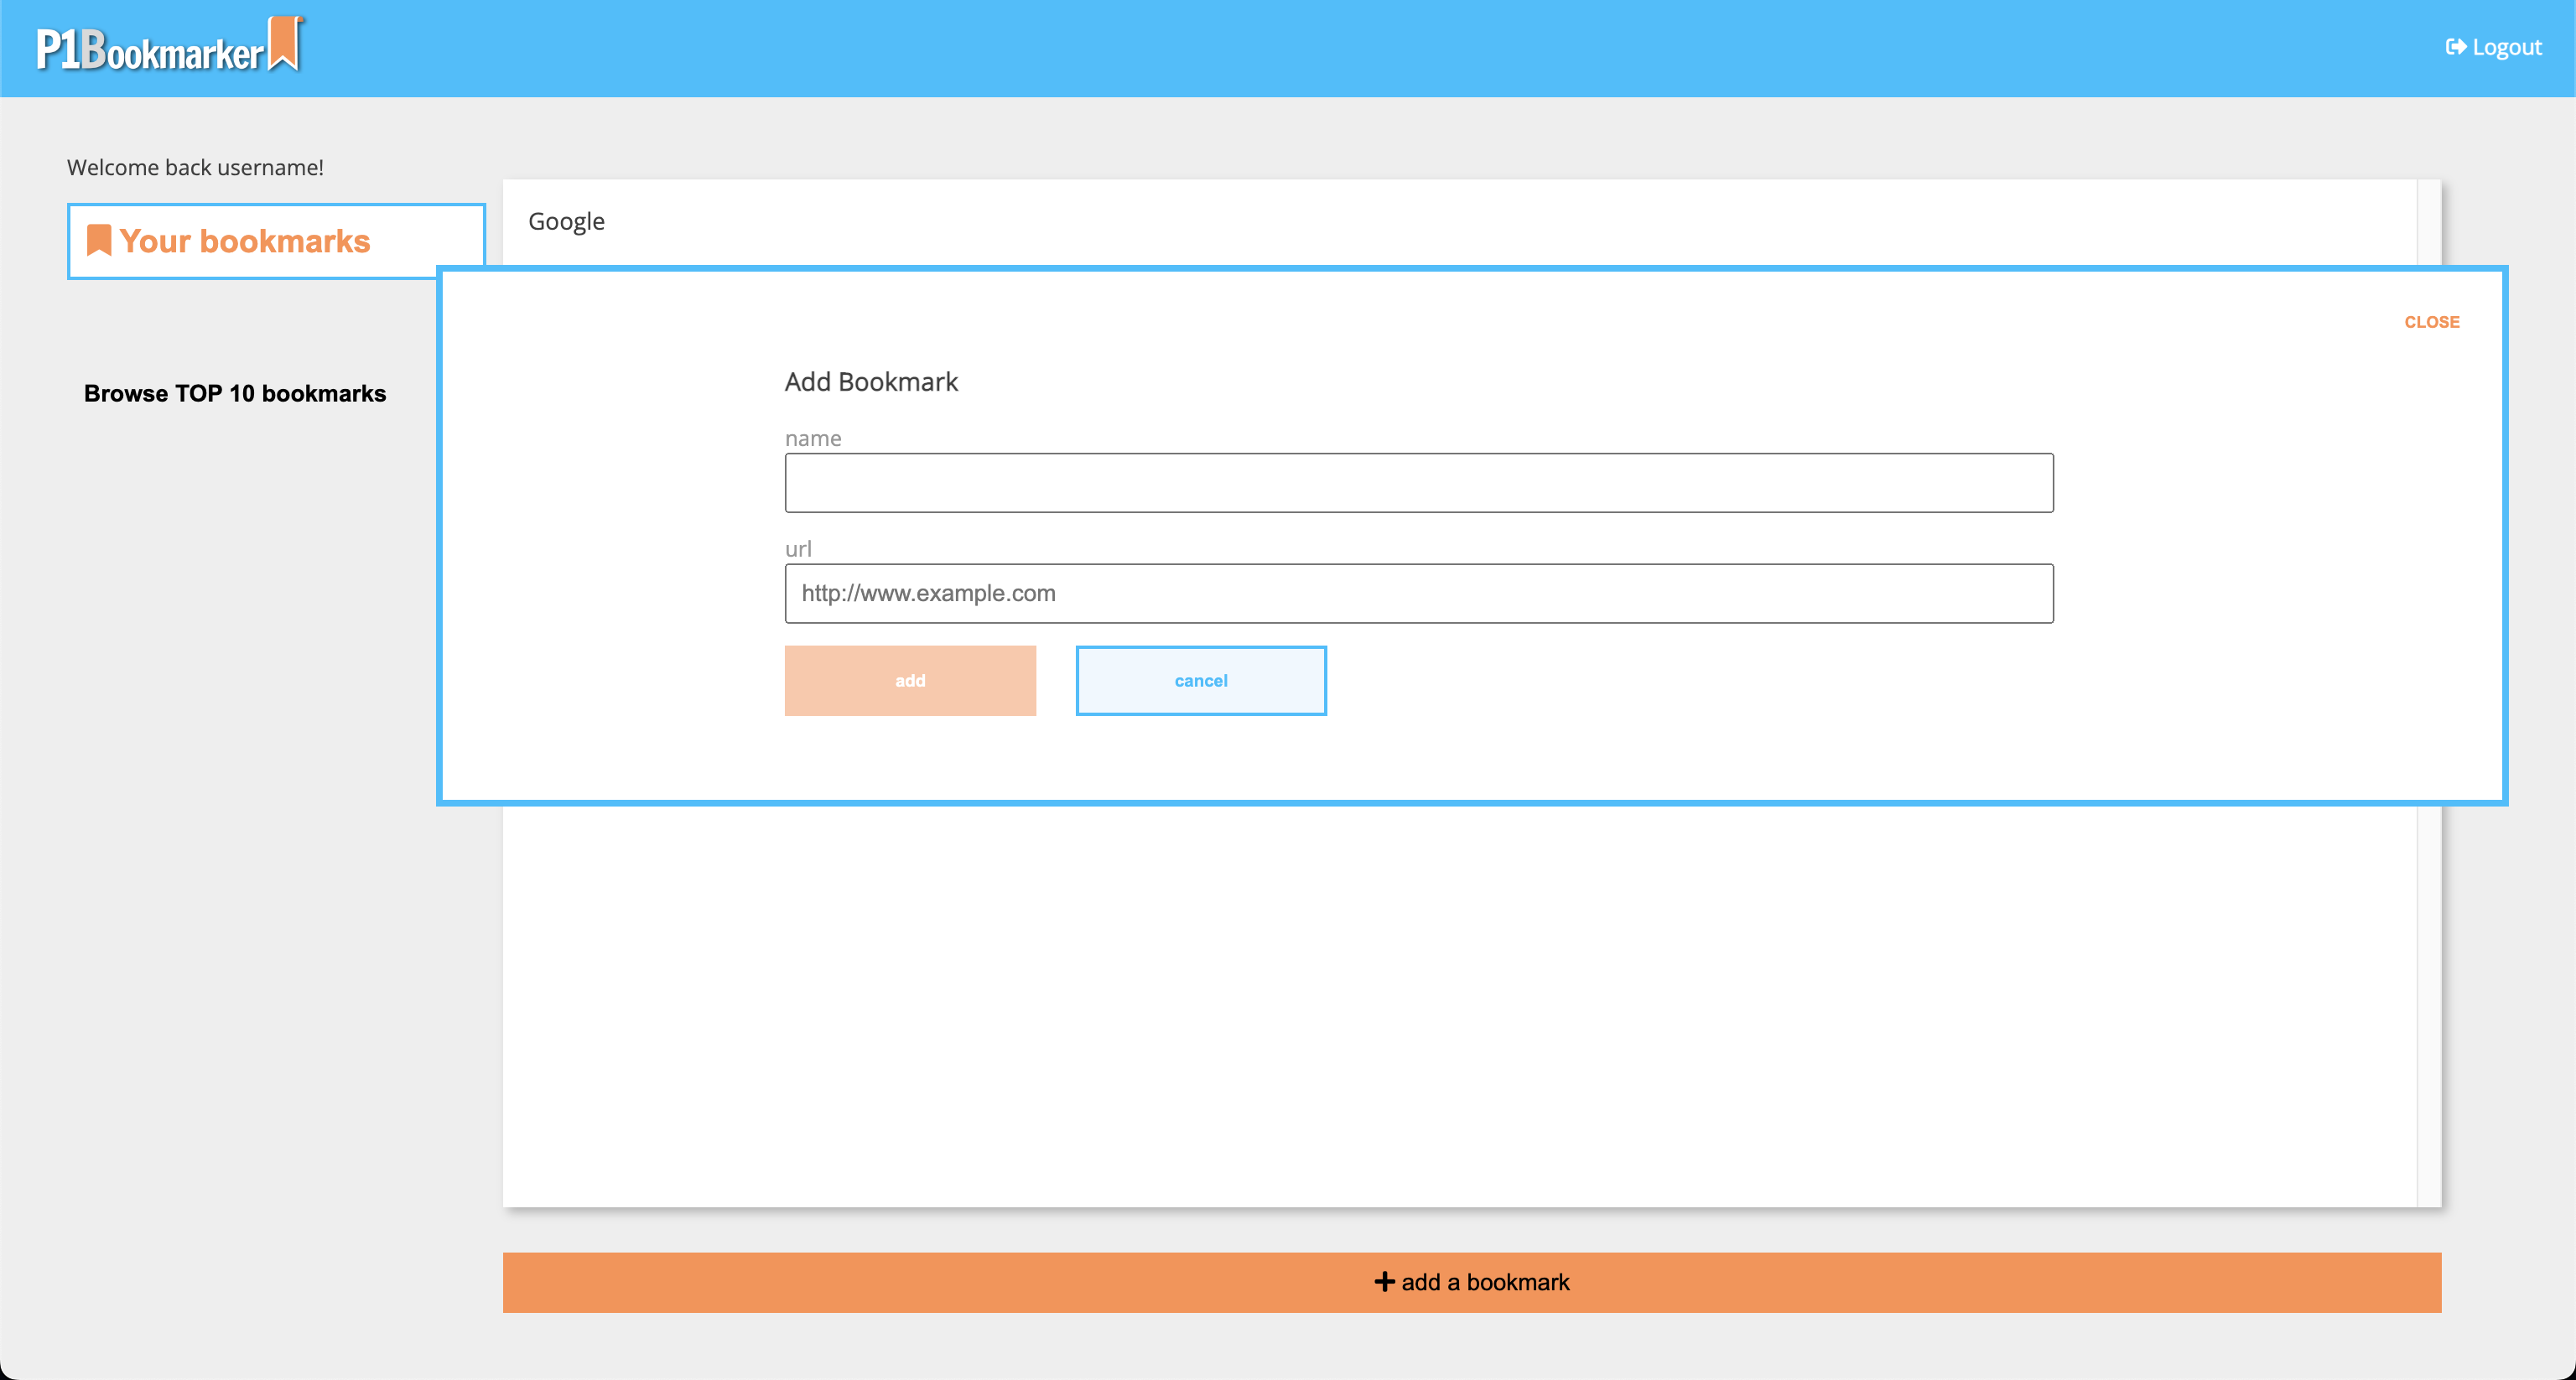 P1Bookmarker
Logout
Welcome back username!
Your bookmarks
Browse TOP 10 bookmarks
Google
CLOSE
Add Bookmark
name
url
http://www.example.com
add
cancel
add a bookmark